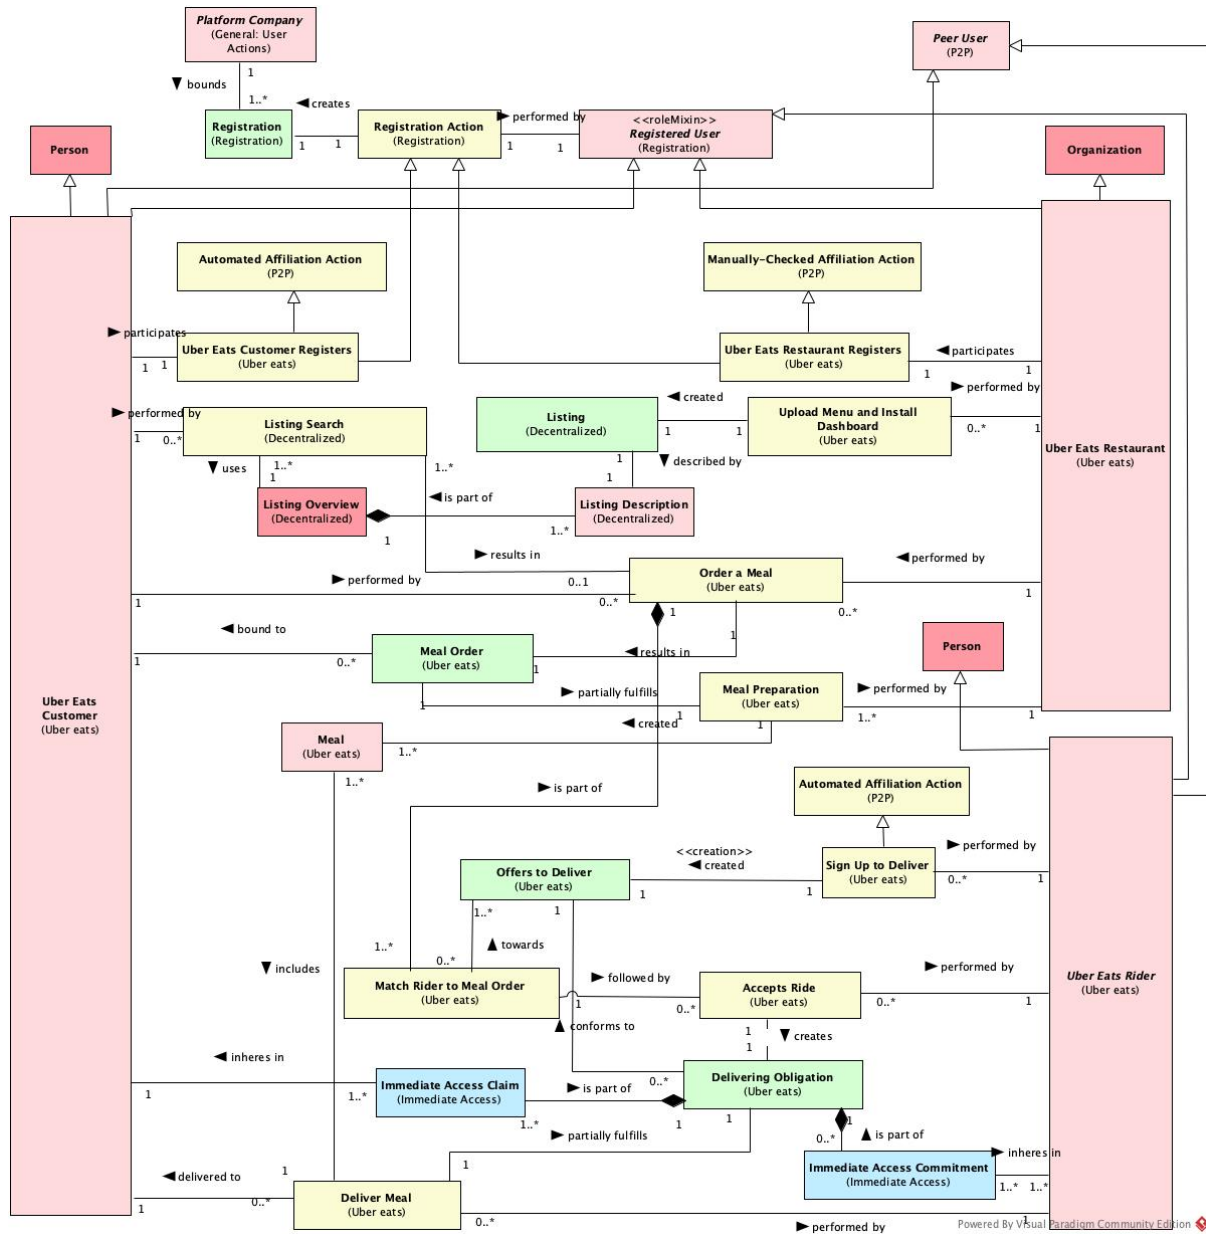 Platform Company
(General: User
Actions)
Peer User
(P2P)
1
▼ bounds
1..*
◄ creates
Registration
(Registration)
1
1
Registration Action
(Registration)
► performed by
1
1
<<roleMixin>>
Registered User
(Registration)
Person
Organization
Automated Affiliation Action
(P2P)
Manually-Checked Affiliation Action
(P2P)
► participates
1
1
Uber Eats Customer Registers
(Uber eats)
Uber Eats Restaurant Registers
(Uber eats)
◄ participates
1
1
► performed by
1
0..*
Listing Search
(Decentralized)
Listing
(Decentralized)
◄ created
1
1
Upload Menu and Install
Dashboard
(Uber eats)
► performed by
0..*
1
Uber Eats Restaurant
(Uber eats)
▼ uses
1..*
1
1..*
1
▼ described by
1
Listing Overview
(Decentralized)
◄ is part of
1
1..*
Listing Description
(Decentralized)
► results in
0..1
► performed by
1
0..*
Order a Meal
(Uber eats)
◄ performed by
0..*
1
1
1
◄ bound to
1
0..*
Meal Order
(Uber eats)
◄ results in
1
Person
► partially fulfills
1
1
Meal Preparation
(Uber eats)
► performed by
1..*
1
Uber Eats
Customer
(Uber eats)
◄ created
1
1..*
Meal
(Uber eats)
1..*
► is part of
Automated Affiliation Action
(P2P)
<<creation>>
◄ created
1
1
Sign Up to Deliver
(Uber eats)
► performed by
0..*
1
Offers to Deliver
(Uber eats)
1..*
1
▲ towards
1..*
0..*
▼ includes
Match Rider to Meal Order
(Uber eats)
► followed by
0..*
1
▲ conforms to
Accepts Ride
(Uber eats)
► performed by
0..*
1
Uber Eats Rider
(Uber eats)
1
▼ creates
1
◄ inheres in
1
1..*
Immediate Access Claim
(Immediate Access)
► is part of
1..*
1
0..*
Delivering Obligation
(Uber eats)
1
1
0..*
▲ is part of
► partially fulfills
1
Immediate Access Commitment
(Immediate Access)
► inheres in
1..*
1..*
◄ delivered to
1
1
0..*
Deliver Meal
(Uber eats)
0..*
► performed by
1
Powered By Visual Paradigm Community Edition